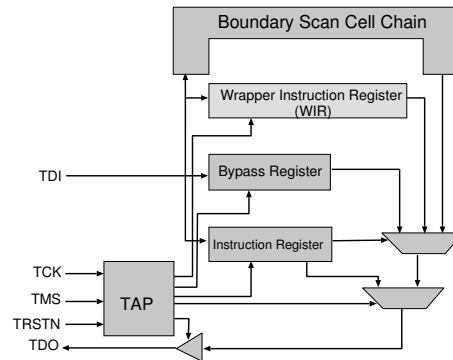 Boundary Scan Cell Chain
Wrapper Instruction Register
(WIR)
TDI
Bypass Register
Instruction Register
TCK
TMS
TAP
TRSTN
TDO